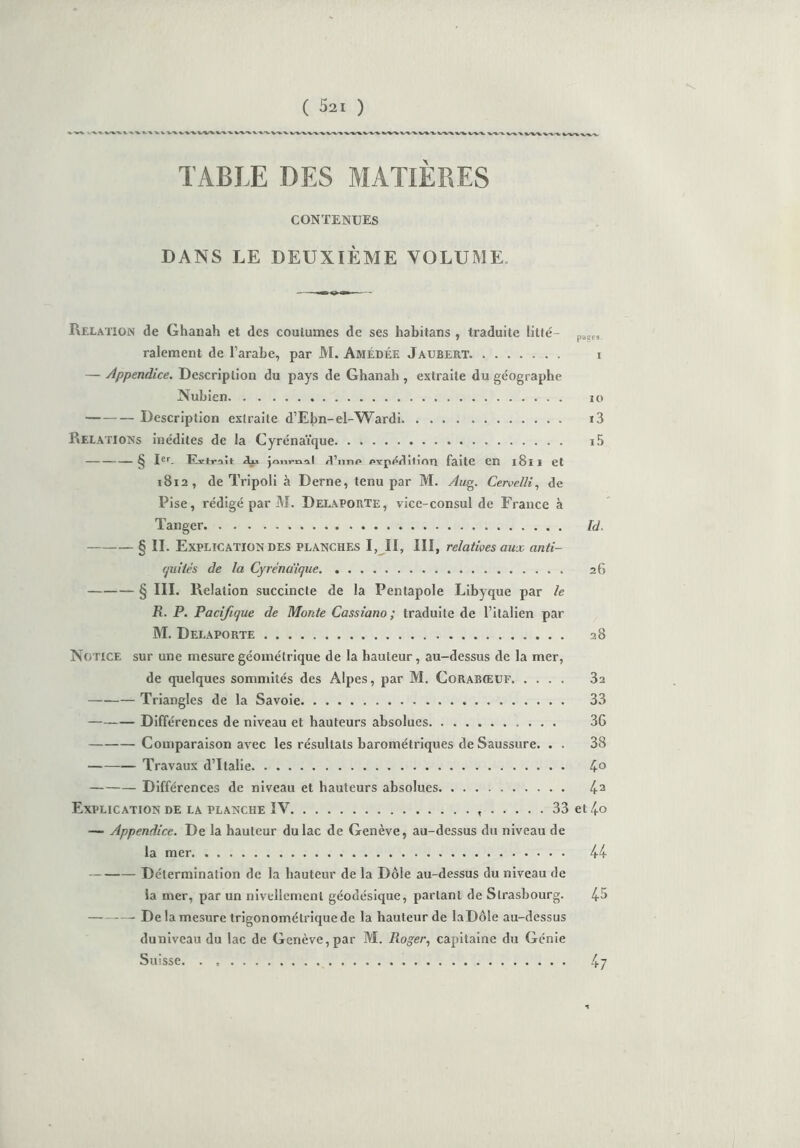 ( 521 )
TABLE DES MATIÈRES
CONTENUES
DANS LE DEUXIÈME VOLUME.
RELATION de Ghanah et des coutumes de ses habitans , traduite litté- pages.
ralement de l'arabe, par M. AMÉDÉE JAUBERT. . . . . . . . 1
— Appendice. Description du pays de Ghanah , extraite du géographe
Nubien. . . . . . . . . . . . . . . . . . . . . . . . . . . 10
——— Description extraite d'Ebn-el-Wardi. . . . . . . . . . . . . 13
RELATIONS inédites de la Cyrénaïque. . . . . . . . . . . . . . . . . . . 15
——— § Ier. Extrait du journal d'une expédition faite en 1811 et
1812 , de Tripoli à Derne, tenu par M. Aug. Cervelli, de
Pise, rédigé par M. DELAPORTE, vice-consul de France à
Tanger. . . . . . . . . . . . . . . . . . . . . . . . . . . . . Id.
——— § II. EXPLICATION DES PLANCHES I, II, III, relatives aux anti-
quités de la Cyrénaïque. . . . . . . . . . . . . . . . . . . . 26
——— § III. Relation succincte de la Pentapole Libyque par le
R. P. Pacifique de Monte Cassiano ; traduite de l'italien par
M. DELAPORTE . . . . . . . . . . . . . . . . . . . . . . . . 28
NOTICE sur une mesure géométrique de la hauteur , au-dessus de la mer,
de quelques sommités des Alpes, par M. CORABŒUF. . . . . 32
——— Triangles de la Savoie. . . . . . . . . . . . . . . . . . . . . 33
——— Différences de niveau et hauteurs absolues. . . . . . . . . . . 36
——— Comparaison avec les résultats barométriques de Saussure. . . 38
——— Travaux d'Italie. . . . . . . . . . . . . . . . . . . . . . . . . 40
——— Différences de niveau et hauteurs absolues. . . . . . . . . . . 42
EXPLICATION DE LA PLANCHE IV. . . . . . . . . . . . . . . , . . . . . 33 et 40
— Appendice. De la hauteur du lac de Genève, au-dessus du niveau de
la mer. . . . . . . . . . . . . . . . . . . . . . . . . . . . . . 44
——— Détermination de la hauteur de la Dôle au-dessus du niveau de
la mer, par un nivellement géodésique, partant de Strasbourg. 45
——— De la mesure trigonométrique de la hauteur de la Dôle au-dessus
du niveau du lac de Genève, par M. Roger, capitaine du Génie
Suisse. . . . . . . . . . . . . . . . . . . . . . . . . . . . . . 47